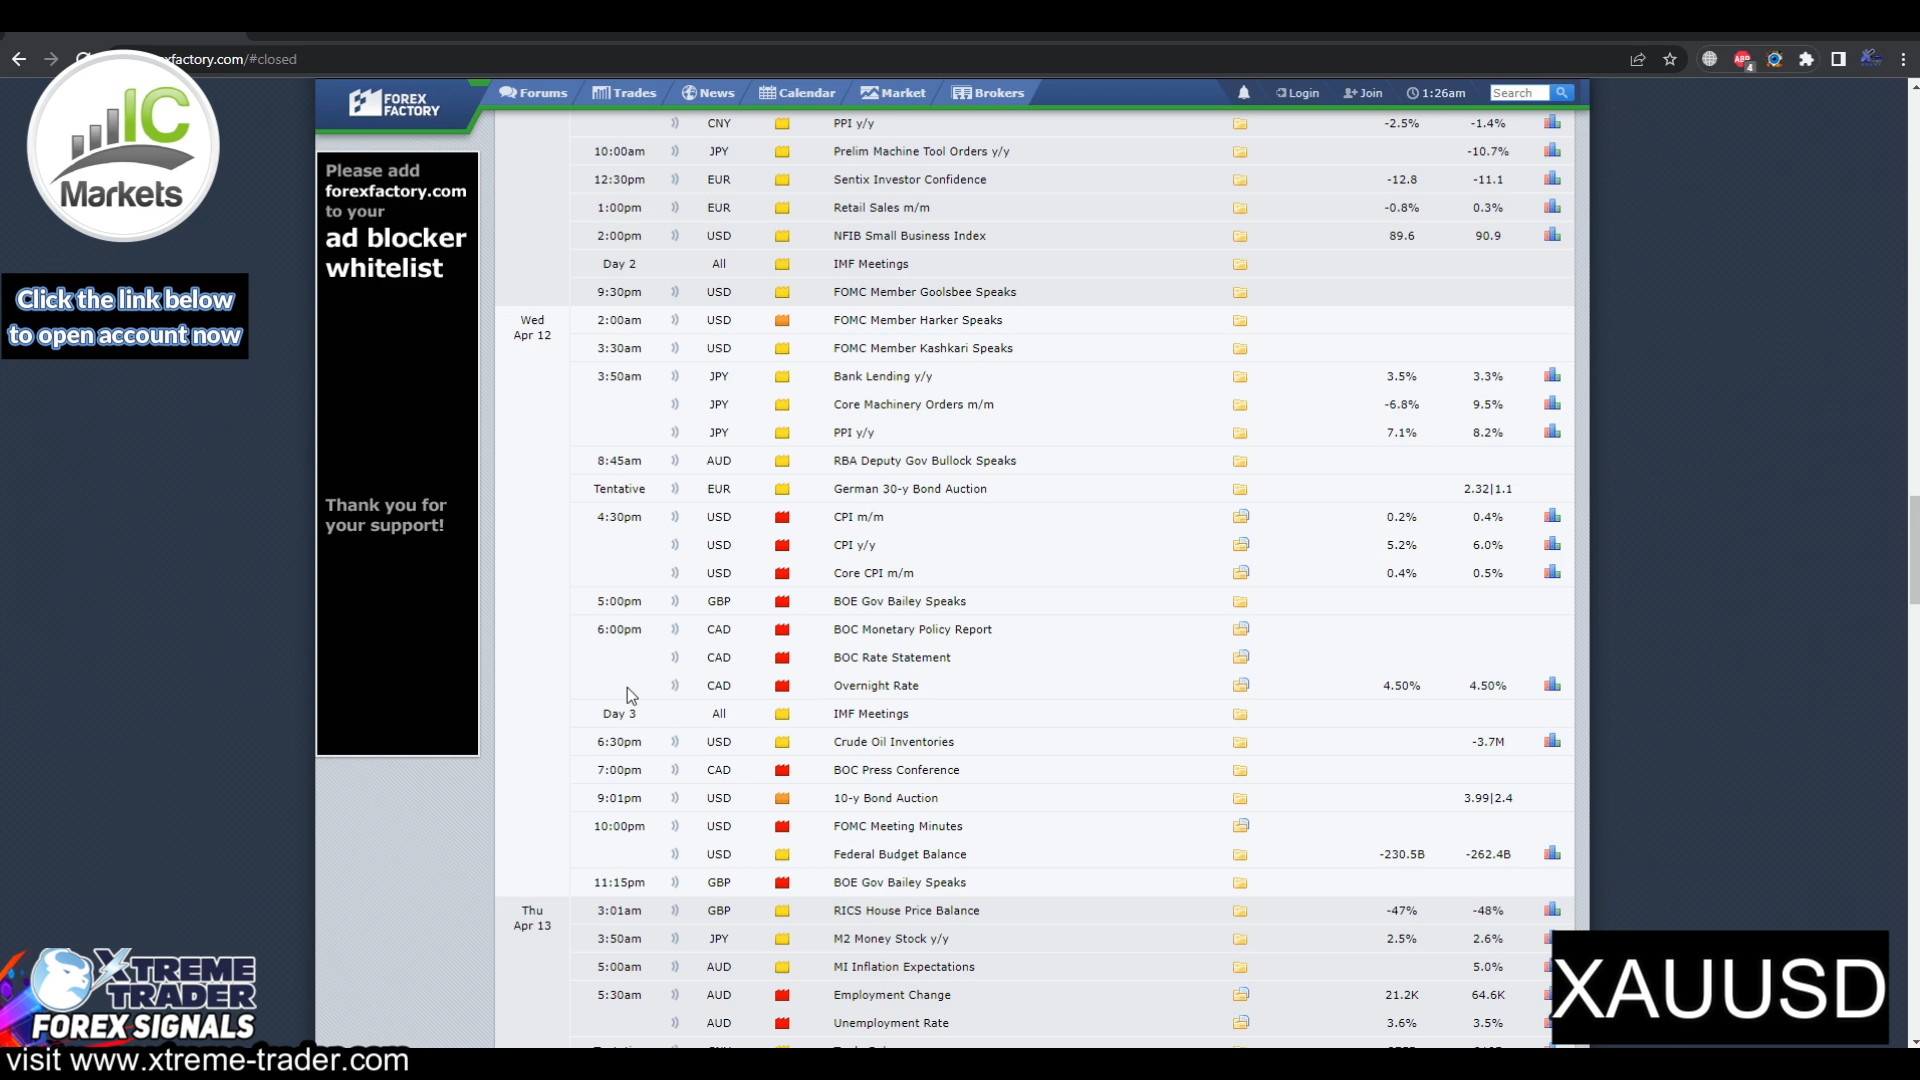 xfactory.com/#closed
ABP
4
IC
Markets
Click the link below
to open account now
FOREX
FACTORY
Forums Trades News Calendar Market Brokers Login Join 1:26am Search
Please add
forexfactory.com
to your
ad blocker
whitelist
Thank you for
your support!
CNY PPI y/y -2.5% -1.4%
10:00am JPY Prelim Machine Tool Orders y/y -10.7%
12:30pm EUR Sentix Investor Confidence -12.8 -11.1
1:00pm EUR Retail Sales m/m -0.8% 0.3%
2:00pm USD NFIB Small Business Index 89.6 90.9
Day 2 All IMF Meetings
9:30pm USD FOMC Member Goolsbee Speaks
Wed
Apr 12
2:00am USD FOMC Member Harker Speaks
3:30am USD FOMC Member Kashkari Speaks
3:50am JPY Bank Lending y/y 3.5% 3.3%
JPY Core Machinery Orders m/m -6.8% 9.5%
JPY PPI y/y 7.1% 8.2%
8:45am AUD RBA Deputy Gov Bullock Speaks
Tentative EUR German 30-y Bond Auction 2.32|1.1
4:30pm USD CPI m/m 0.2% 0.4%
USD CPI y/y 5.2% 6.0%
USD Core CPI m/m 0.4% 0.5%
5:00pm GBP BOE Gov Bailey Speaks
6:00pm CAD BOC Monetary Policy Report
CAD BOC Rate Statement
CAD Overnight Rate 4.50% 4.50%
Day 3 All IMF Meetings
6:30pm USD Crude Oil Inventories -3.7M
7:00pm CAD BOC Press Conference
9:01pm USD 10-y Bond Auction 3.99|2.4
10:00pm USD FOMC Meeting Minutes
USD Federal Budget Balance -230.5B -262.4B
11:15pm GBP BOE Gov Bailey Speaks
Thu
Apr 13
3:01am GBP RICS House Price Balance -47% -48%
3:50am JPY M2 Money Stock y/y 2.5% 2.6%
5:00am AUD MI Inflation Expectations 5.0%
5:30am AUD Employment Change 21.2K 64.6K
AUD Unemployment Rate 3.6% 3.5%
XTREME
TRADER
FOREX SIGNALS
visit www.xtreme-trader.com
XAUUSD